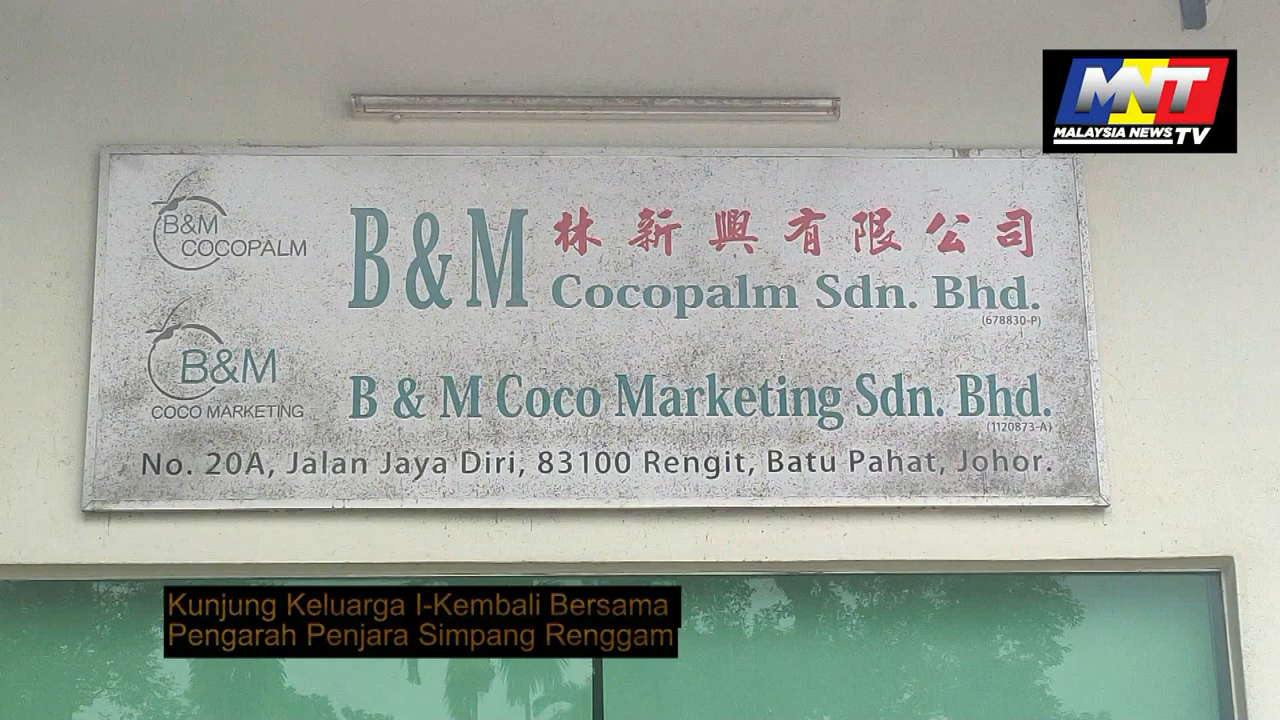 MNT
MALAYSIA NEWS TV
B&M
COCOPALM
B&M 林新興有限公司
Cocopalm Sdn. Bhd.
(678830-P)
B&M
COCO MARKETING
B & M Coco Marketing Sdn. Bhd.
(1120873-A)
No. 20A, Jalan Jaya Diri, 83100 Rengit, Batu Pahat, Johor.
Kunjung Keluarga I-Kembali Bersama
Pengarah Penjara Simpang Renggam